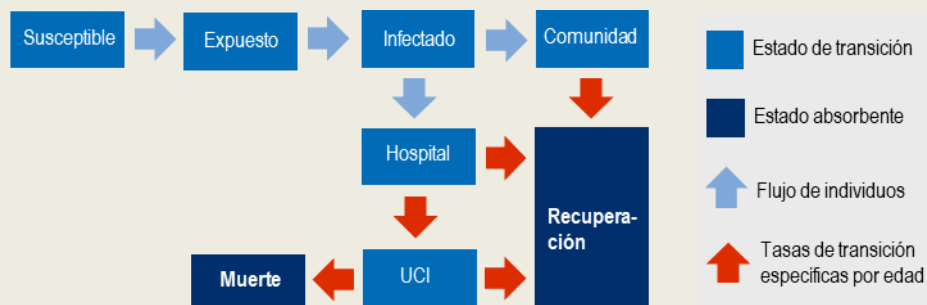 Susceptible
Expuesto
Infectado
Comunidad
Hospital
Recupera-
ción
Muerte
UCI
Estado de transición
Estado absorbente
Flujo de individuos
Tasas de transición
específicas por edad